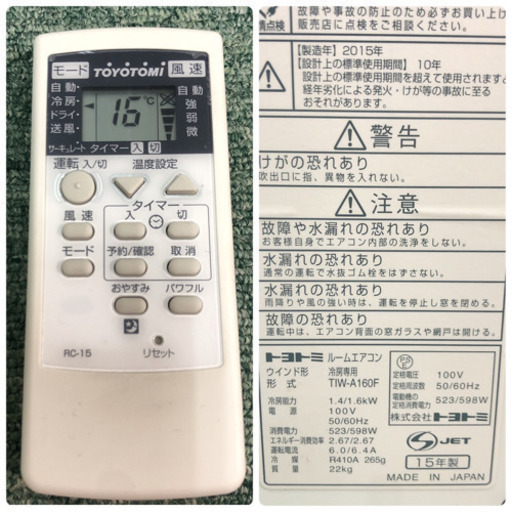 モード TOYOTOMI 風速
自動
冷房
ドライ
送風
16℃
自動
強
弱
微
サーキュレート タイマー 入 切
運転 入/切 温度設定
タイマー
風速 入 切
モード 予約/確認 取消
おやすみ パワフル
RC-15 リセット
故や事故の防止のため必ずお買い上げ
点検 販売店に点検をご相談ください。
【製造年】2015年
【設計上の標準使用期間】 10年
設計上の標準使用期間を超えて使用されますと
経年劣化による発火・けが等の事故に至る
おそれがあります。
警告
けがの恐れあり
吹出口に指、異物を入れない。
注意
故障や水漏れの恐れあり
お客様自身でエアコン内部の洗浄をしない。
水漏れの恐れあり
通常の運転で水抜ゴム栓をはずさない。
水漏れの恐れあり
雨降りや風の強い時は、運転を停止し窓を閉める。
故障の恐れあり
運転中は、エアコン背面の窓ガラスや網戸は開ける。
トヨトミ ルームエアコン
ウインド形 冷房専用
形式 TIW-A160F
冷房能力 1.4/1.6kW
電源 100V
50/60Hz
消費電力 523/598W
エネルギー消費効率 2.67/2.67
運転電流 6.0/6.4A
冷媒 R410A 265g
質量 22kg
PS E
定格電圧 100V
定格周波数 50/60Hz
電動機の定格消費電力 523/598W
株式会社トヨトミ
S JET
15年製
MADE IN JAPAN